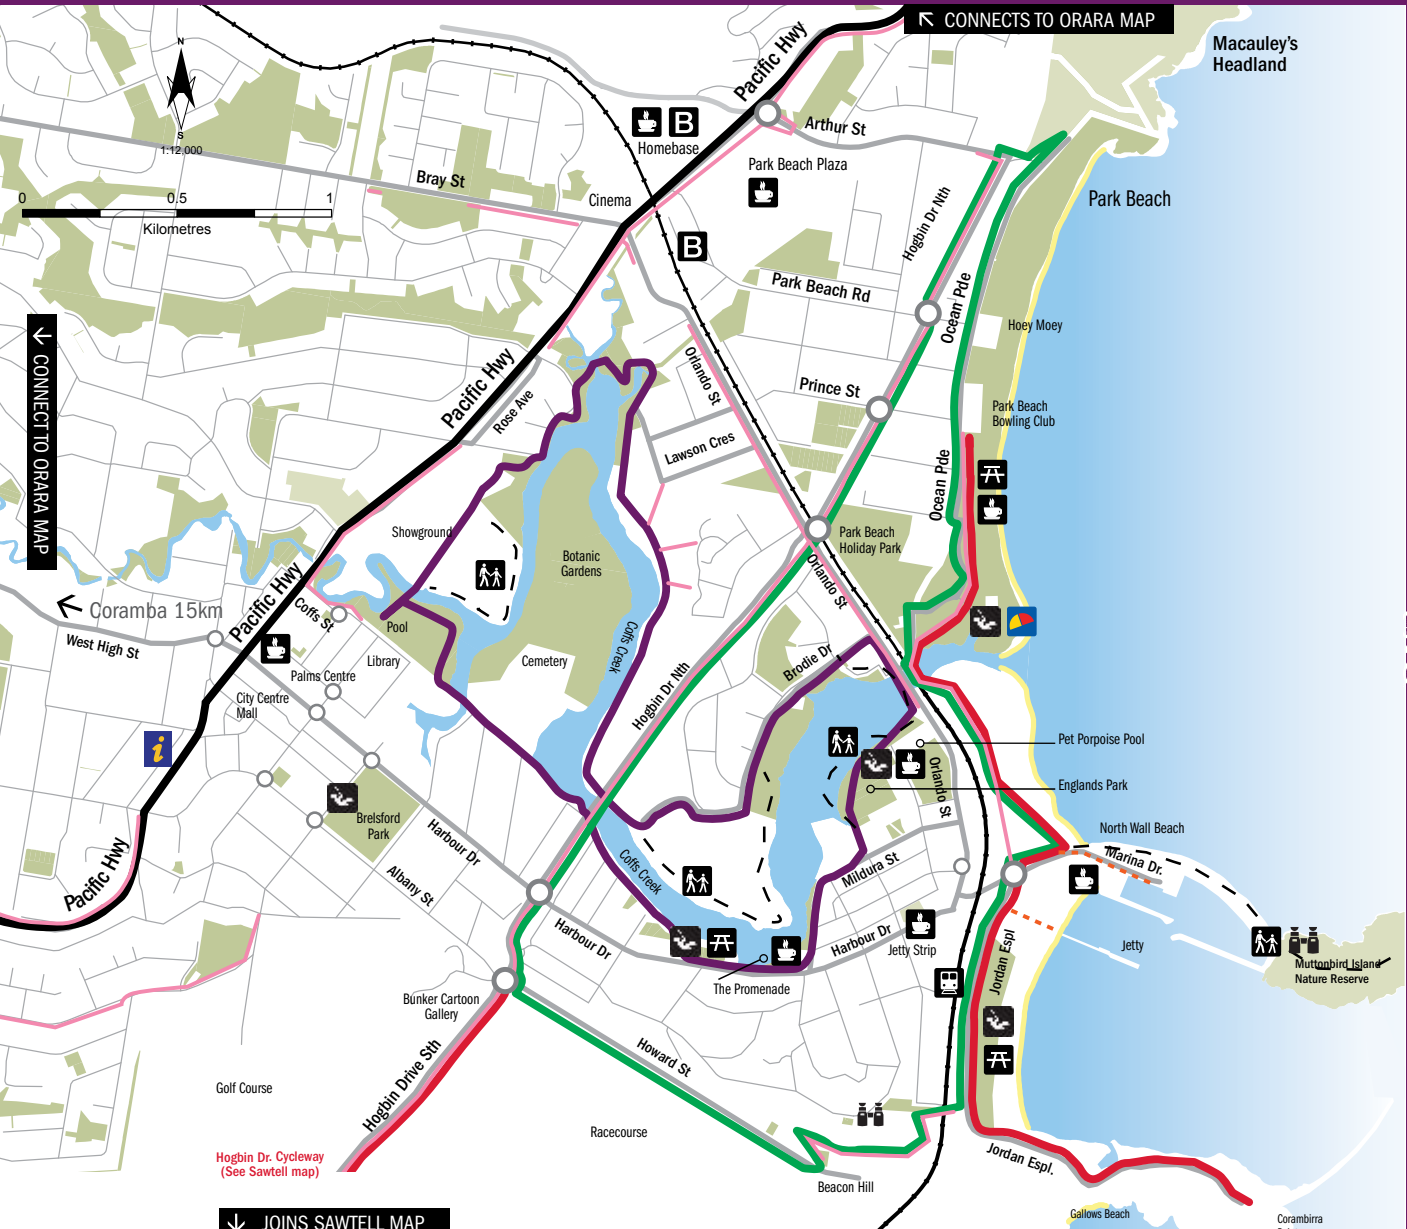 CONNECTS TO ORARA MAP
Macauley's
Headland
Pacific Hwy
N
S
1:12,000
0 0.5 1
Kilometres
B
Homebase
Arthur St
Park Beach Plaza
Bray St
Cinema
B
Park Beach
Hogbin Dr Nth
Park Beach Rd
Ocean Pde
Hoey Moey
CONNECT TO ORARA MAP
Pacific Hwy
Rose Ave
Orlando St
Prince St
Park Beach
Bowling Club
Lawson Cres
Ocean Pde
Showground
Park Beach
Holiday Park
Botanic
Gardens
Orlando St
Pacific Hwy
Coramba 15km
Coffs St
Pool
West High St
Library
Cemetery
Coffs Creek
Brodie Dr
Palms Centre
City Centre
Mall
Hogbin Dr Nth
i
Pet Porpoise Pool
Englands Park
Orlando St
Brelsford
Park
Harbour Dr
North Wall Beach
Marina Dr.
Albany St
Coffs Creek
Mildura St
Pacific Hwy
Harbour Dr
Harbour Dr
Jetty Strip
Jetty
Jordan Espl
Muttonbird Island
Nature Reserve
The Promenade
Bunker Cartoon
Gallery
Howard St
Hogbin Drive Sth
Golf Course
Racecourse
Hogbin Dr. Cycleway
(See Sawtell map)
Jordan Espl.
Beacon Hill
JOINS SAWTELL MAP
Gallows Beach
Corambirra